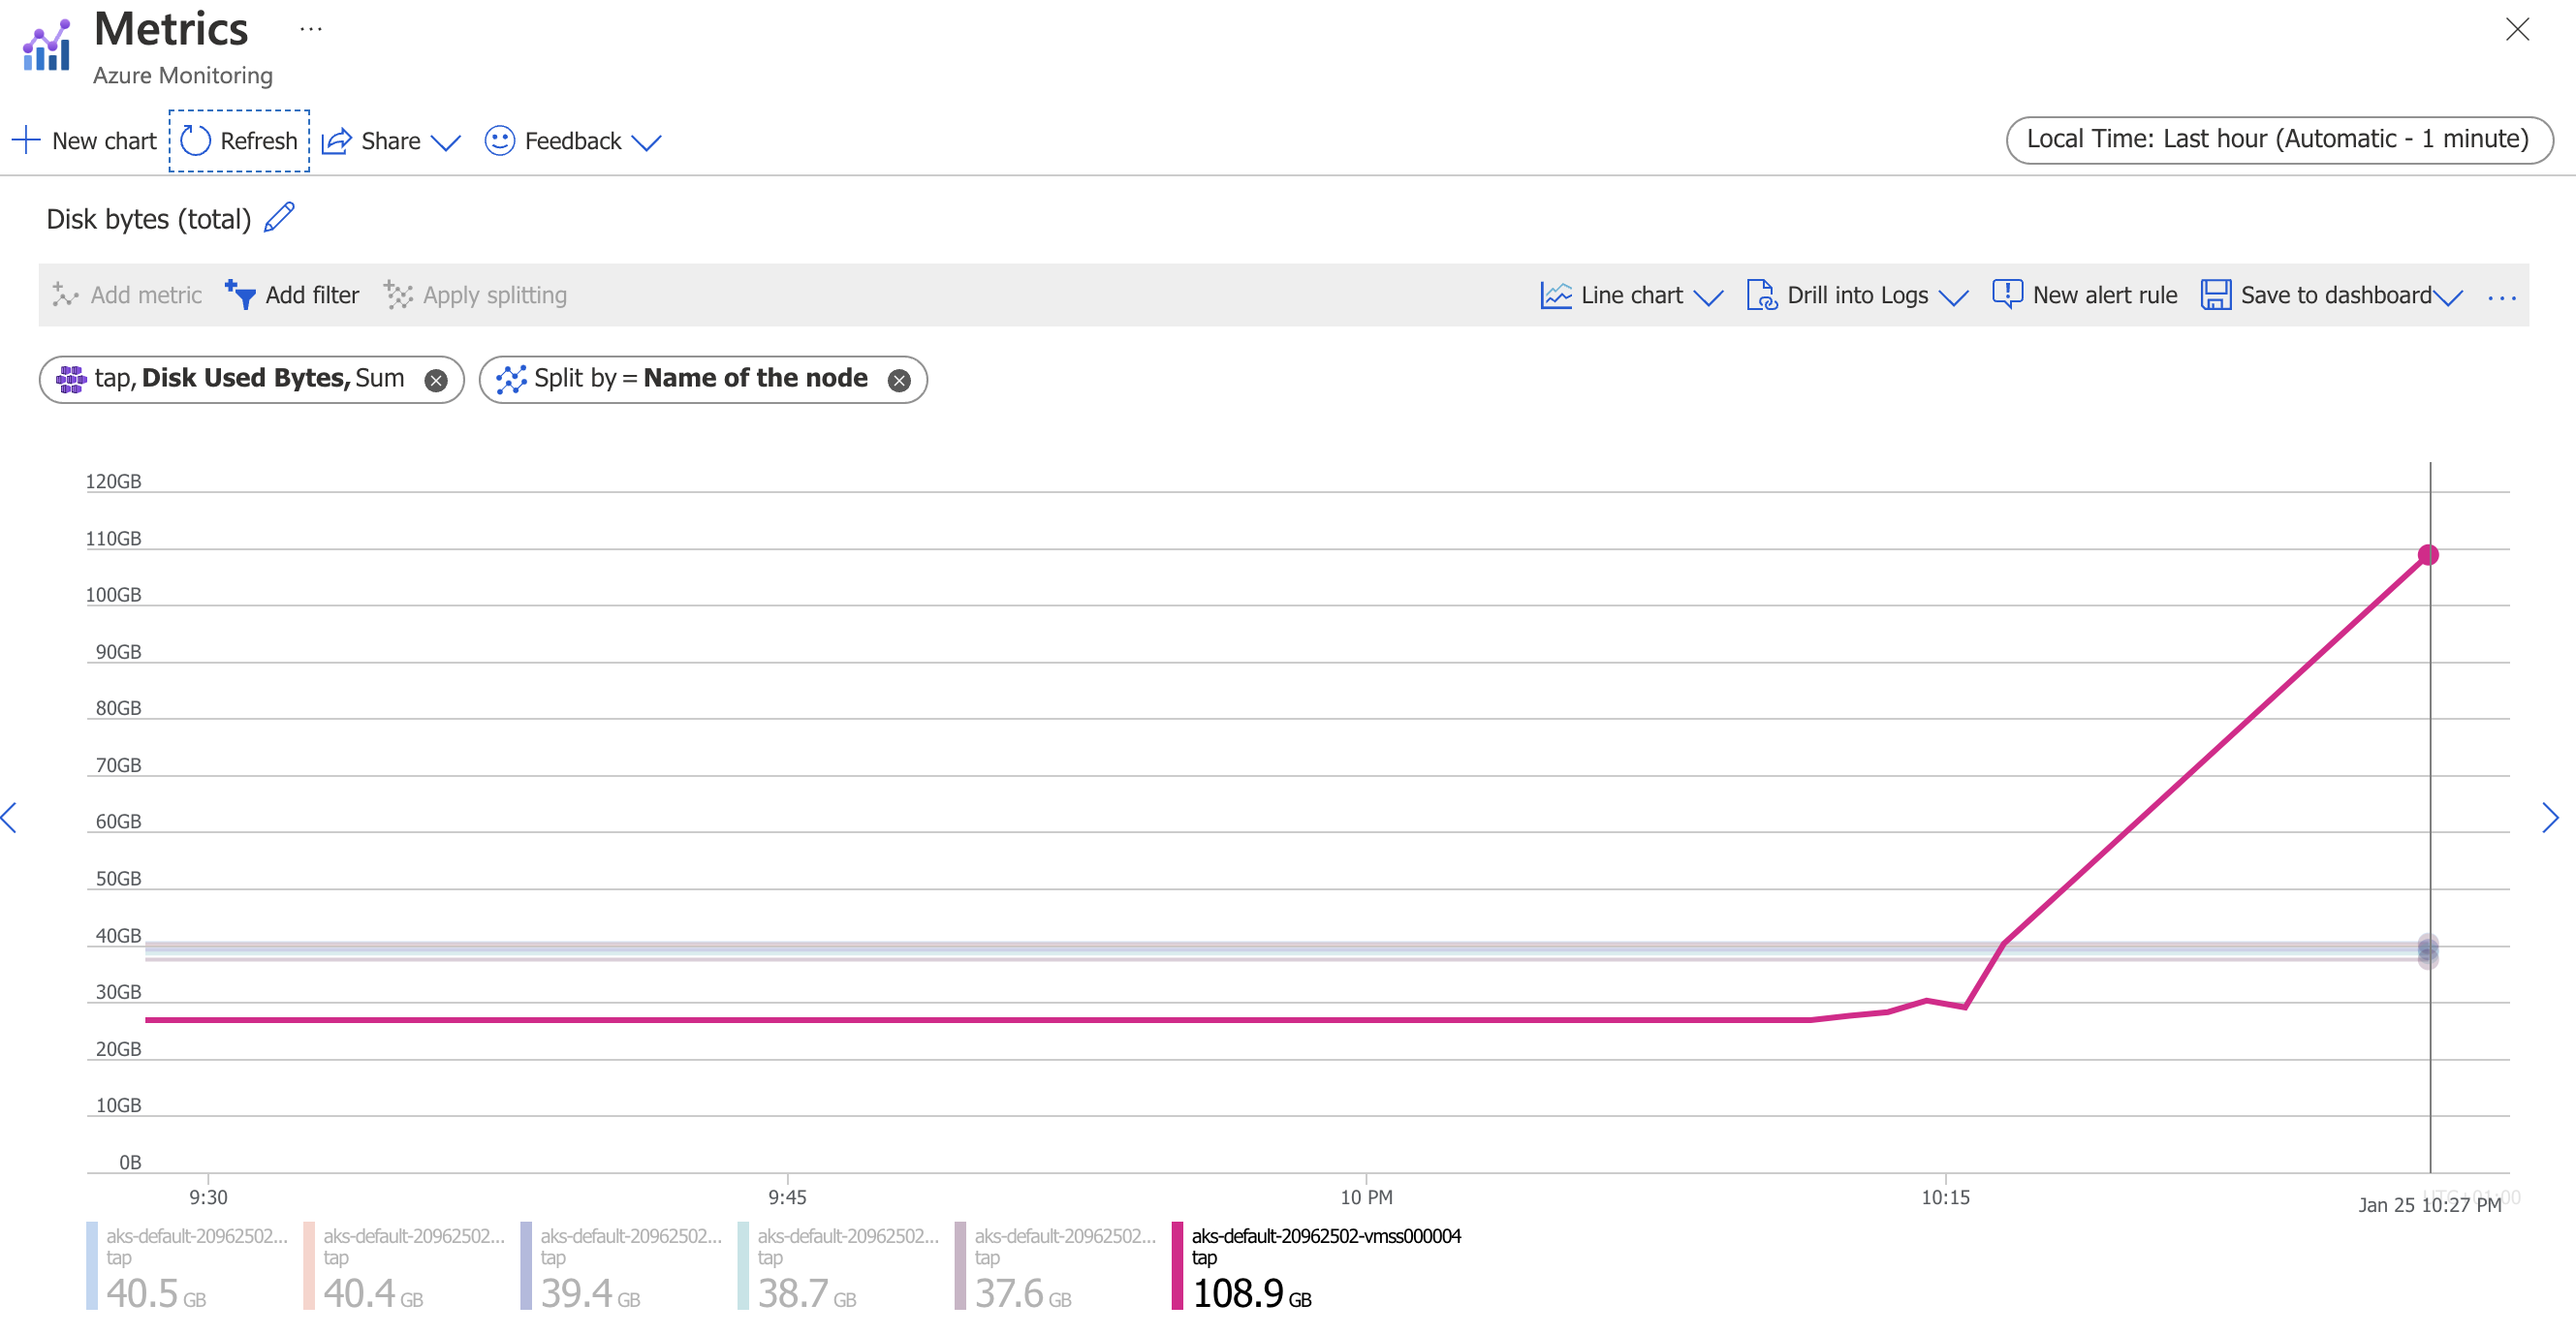 Metrics ...
Azure Monitoring
New chart Refresh Share Feedback
Local Time: Last hour (Automatic - 1 minute)
Disk bytes (total)
Add metric Add filter Apply splitting Line chart Drill into Logs New alert rule Save to dashboard ...
tap, Disk Used Bytes, Sum Split by = Name of the node
120GB
110GB
100GB
90GB
80GB
70GB
60GB
50GB
40GB
30GB
20GB
10GB
0B
9:30 9:45 10 PM 10:15 UTC+01:00
Jan 25 10:27 PM
aks-default-20962502... aks-default-20962502... aks-default-20962502... aks-default-20962502... aks-default-20962502... aks-default-20962502-vmss000004
tap tap tap tap tap tap
40.5 GB 40.4 GB 39.4 GB 38.7 GB 37.6 GB 108.9 GB